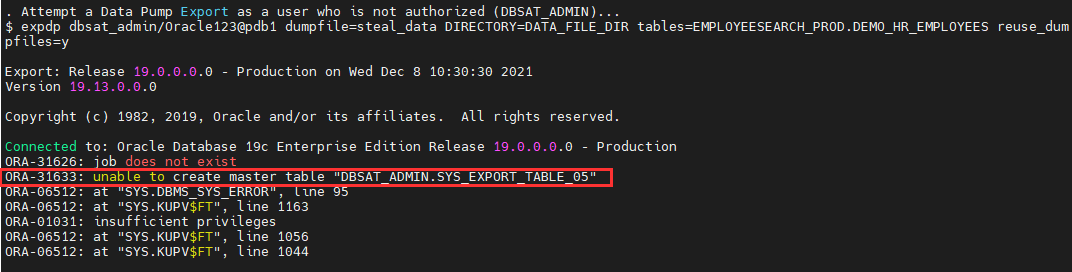 . Attempt a Data Pump Export as a user who is not authorized (DBSAT_ADMIN)...
$ expdp dbsat_admin/Oracle123@pdb1 dumpfile=steal_data DIRECTORY=DATA_FILE_DIR tables=EMPLOYEESEARCH_PROD.DEMO_HR_EMPLOYEES reuse_dum
pfiles=y
Export: Release 19.0.0.0.0 - Production on Wed Dec 8 10:30:30 2021
Version 19.13.0.0.0
Copyright (c) 1982, 2019, Oracle and/or its affiliates.  All rights reserved.
Connected to: Oracle Database 19c Enterprise Edition Release 19.0.0.0.0 - Production
ORA-31626: job does not exist
ORA-31633: unable to create master table "DBSAT_ADMIN.SYS_EXPORT_TABLE_05"
ORA-06512: at "SYS.DBMS_SYS_ERROR", line 95
ORA-06512: at "SYS.KUPV$FT", line 1163
ORA-01031: insufficient privileges
ORA-06512: at "SYS.KUPV$FT", line 1056
ORA-06512: at "SYS.KUPV$FT", line 1044